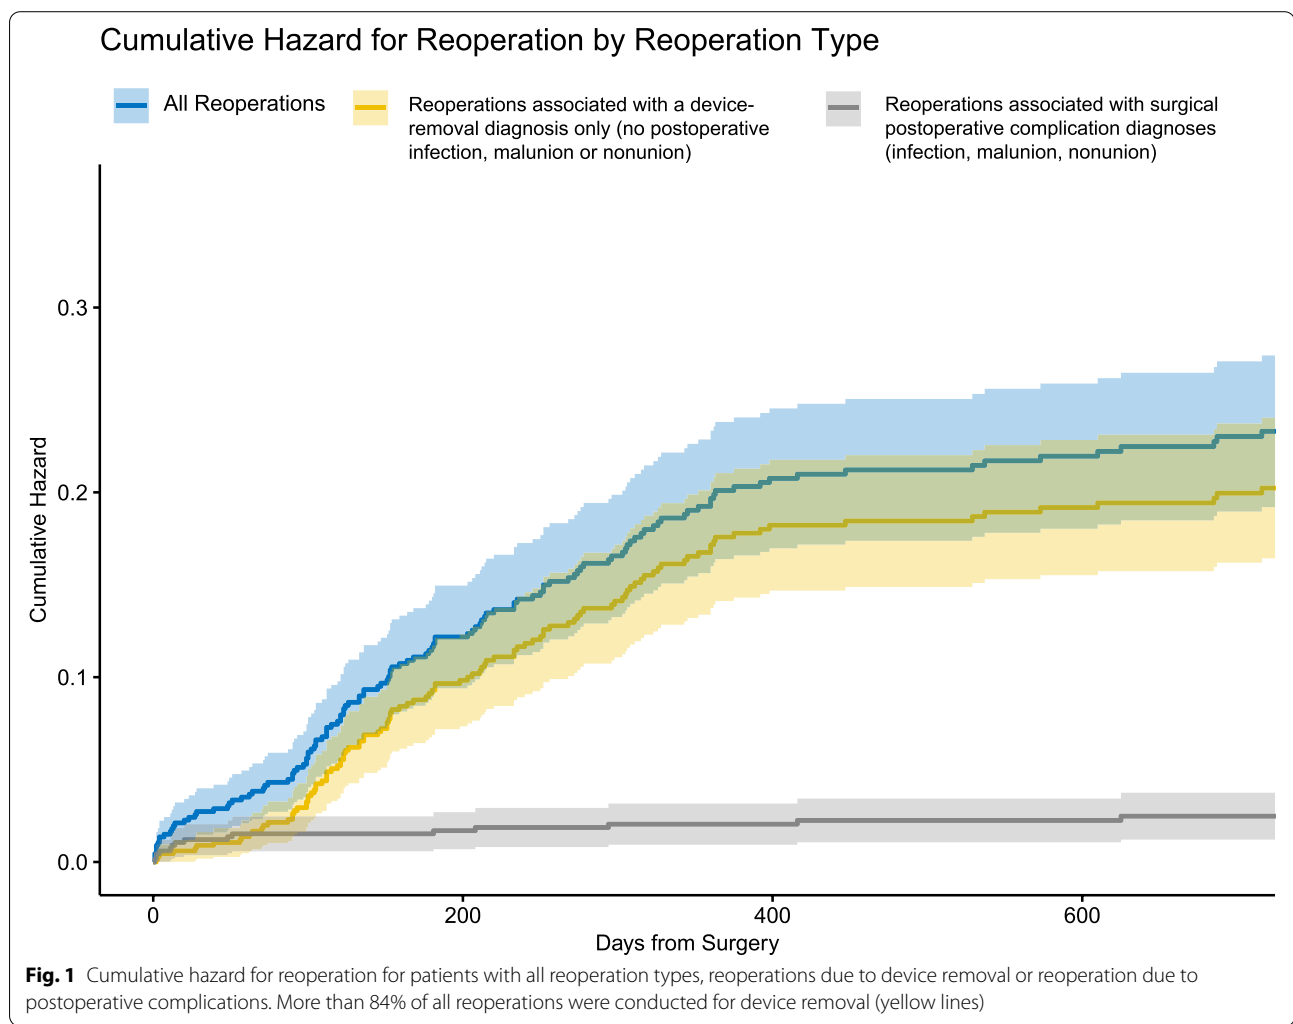 Cumulative Hazard for Reoperation by Reoperation Type
All Reoperations
Reoperations associated with a device-
removal diagnosis only (no postoperative
infection, malunion or nonunion)
Reoperations associated with surgical
postoperative complication diagnoses
(infection, malunion, nonunion)
Cumulative Hazard
0.3
0.2
0.1
0.0
0
200
400
600
Days from Surgery
Fig. 1 Cumulative hazard for reoperation for patients with all reoperation types, reoperations due to device removal or reoperation due to
postoperative complications. More than 84% of all reoperations were conducted for device removal (yellow lines)